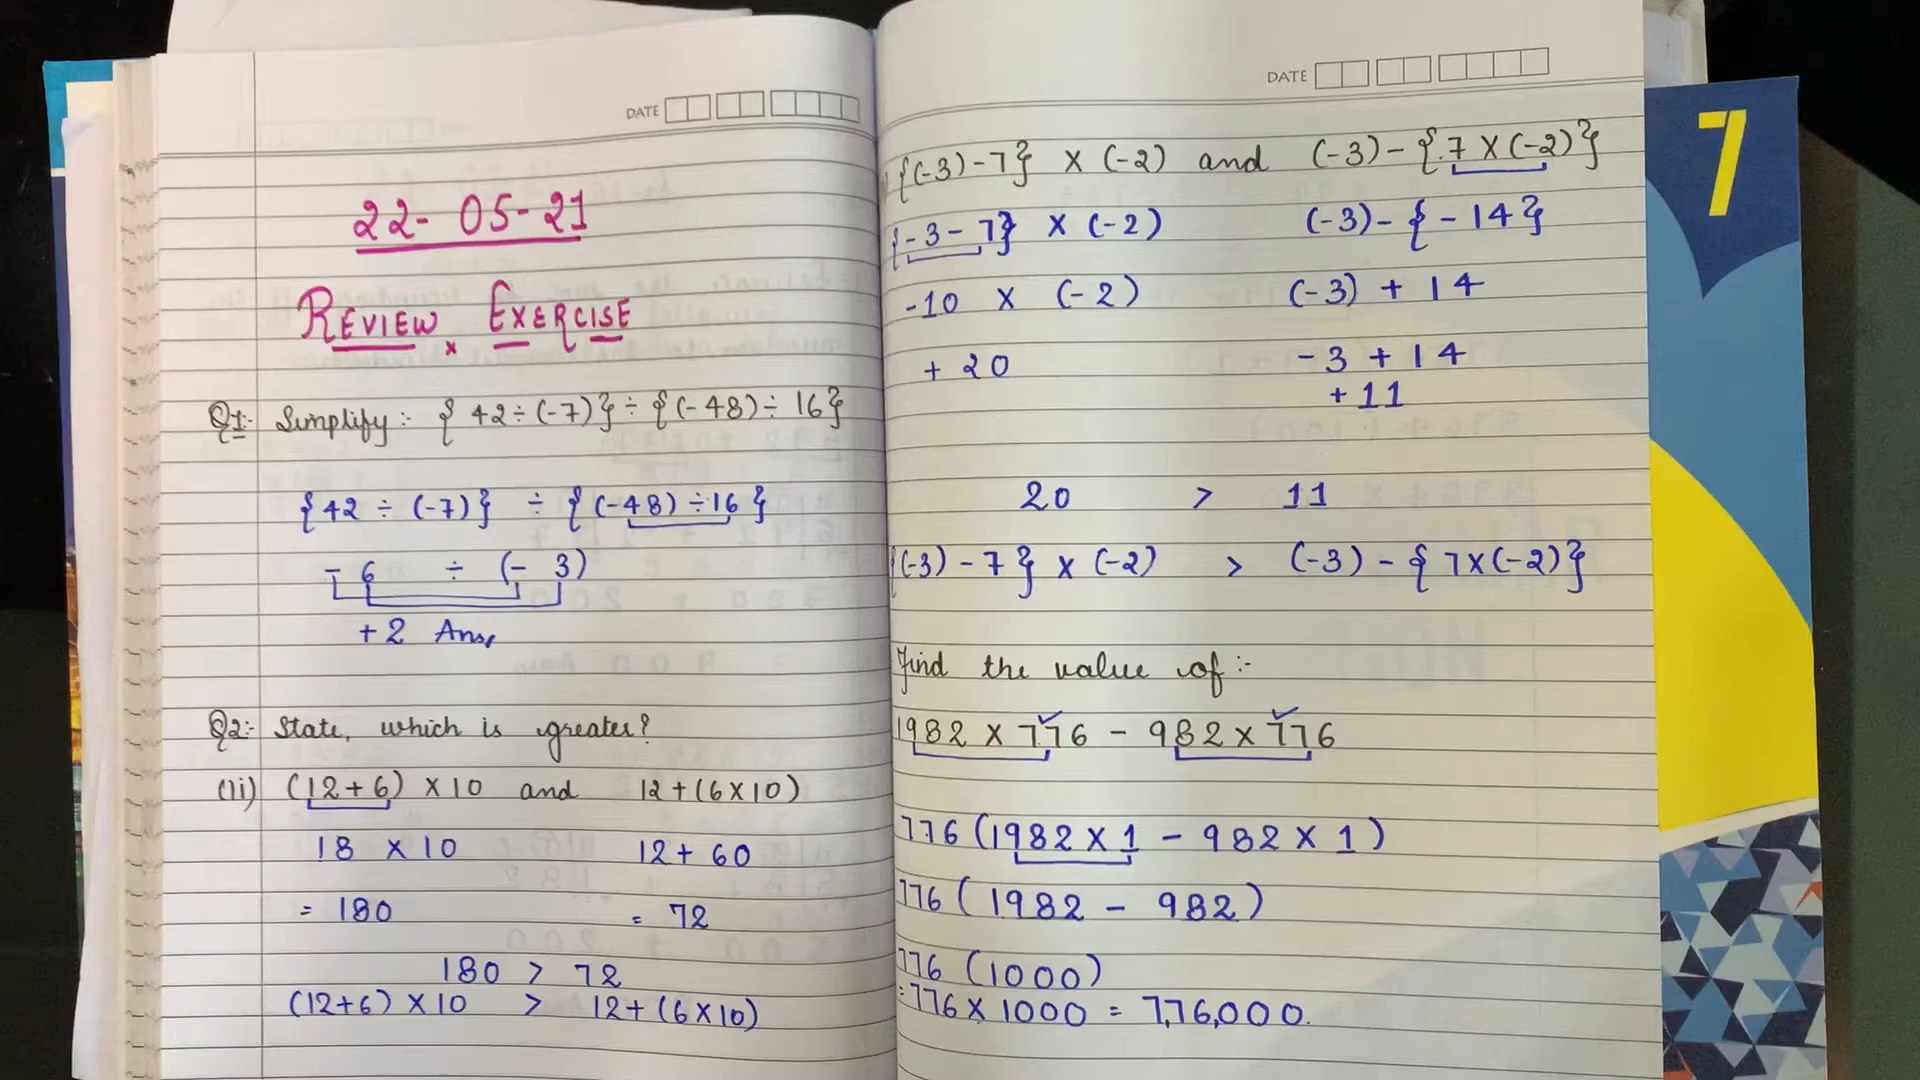 DATE
22-05-21
REVIEW EXERCISE
Q1:- Simplify:- {42÷(-7)}÷{(-48)÷16}
{42 ÷ (-7)} ÷ {(-48) ÷16}
-6 ÷ (-3)
+2 Ans,
Q2:- State, which is greater?
(ii) (12+6) × 10 and 12+(6×10)
18 × 10 12+ 60
= 180 = 72
180 > 72
(12+6) × 10 > 12+(6×10)
DATE
{(-3)-7} × (-2) and (-3)-{7×(-2)}
{-3-7} × (-2) (-3)-{-14}
-10 × (-2) (-3) + 14
+ 20 -3 + 14
+11
20 > 11
{(-3)-7} × (-2) > (-3)-{7×(-2)}
Find the value of:-
1982 × 776 - 982 × 776
776 (1982 × 1 - 982 × 1)
776 (1982 - 982)
776 (1000)
=776 × 1000 = 7,76,000.
7